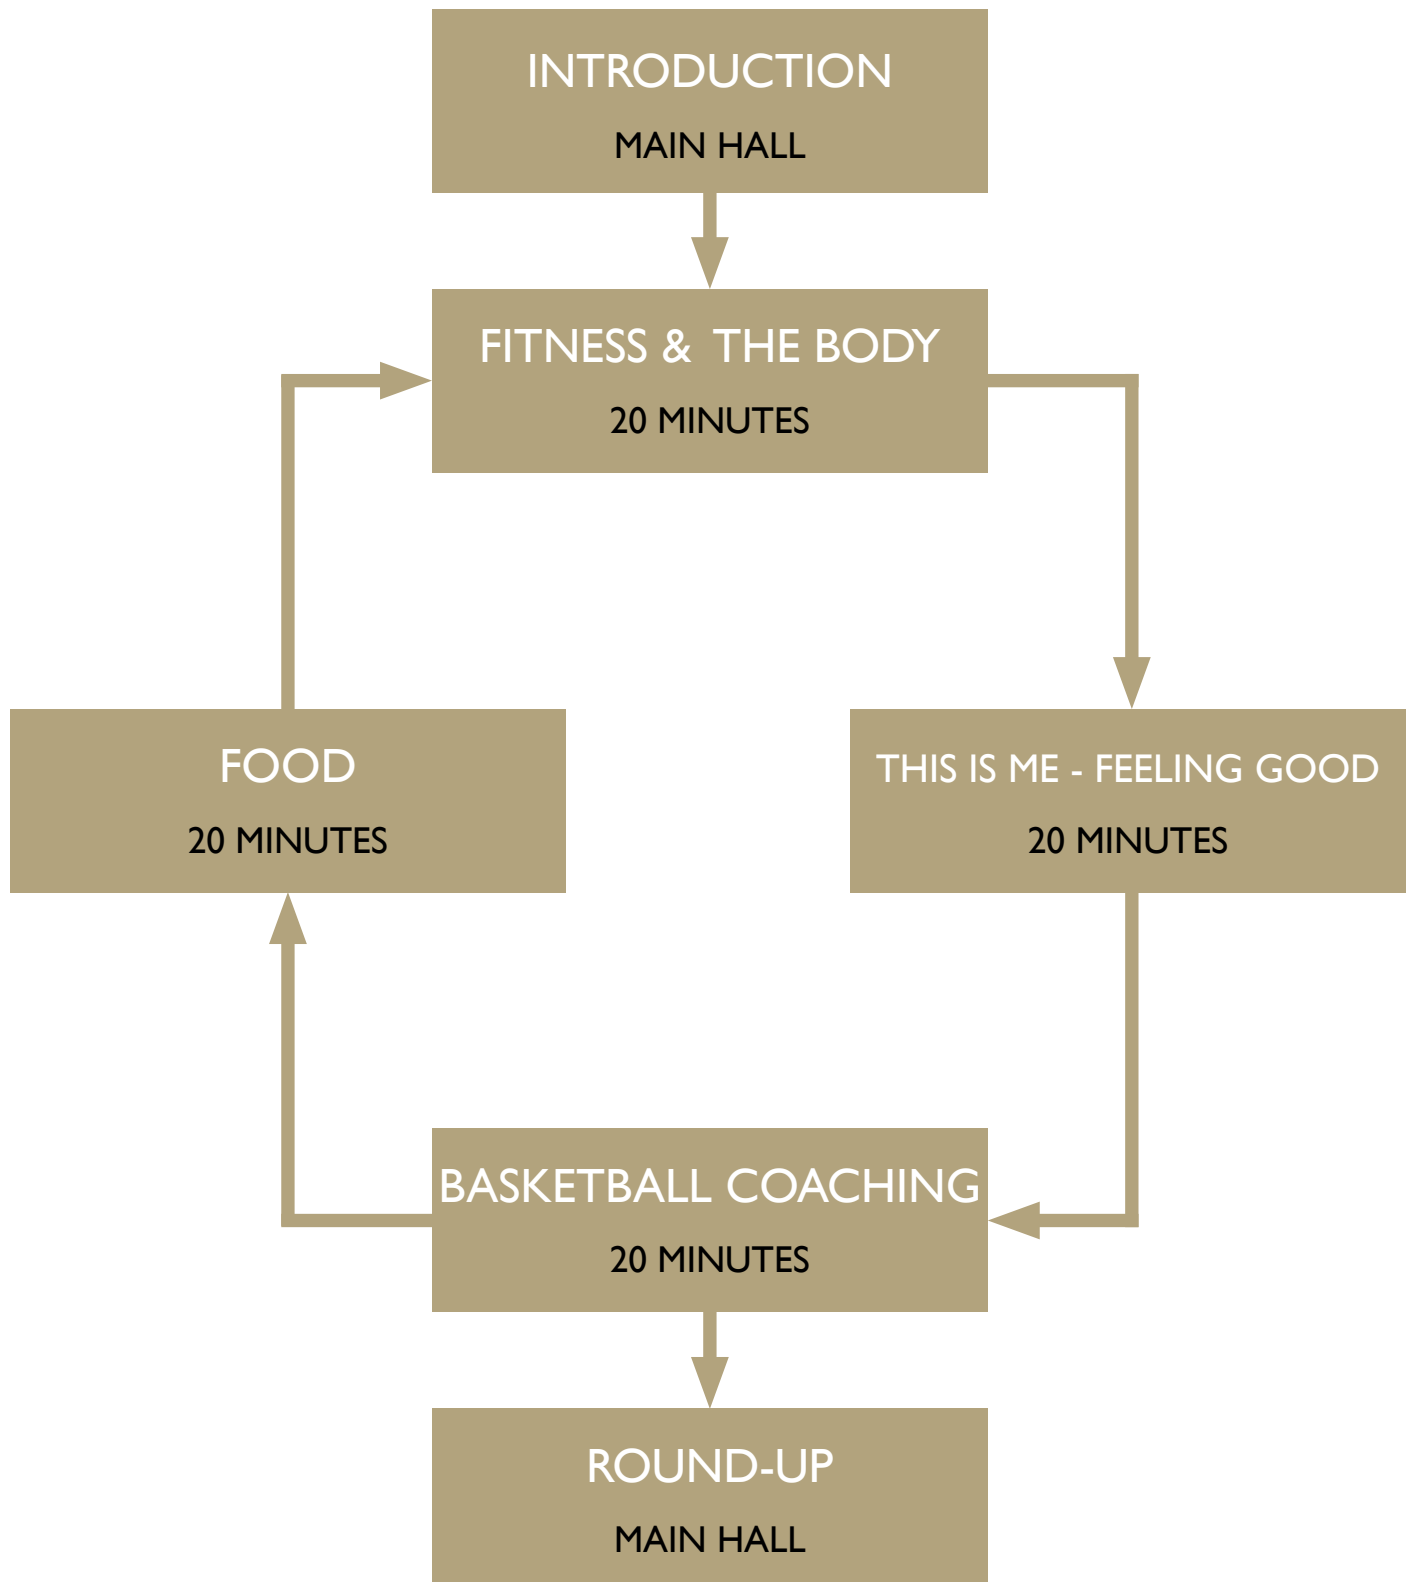 INTRODUCTION
MAIN HALL
FITNESS & THE BODY
20 MINUTES
FOOD
20 MINUTES
THIS IS ME - FEELING GOOD
20 MINUTES
BASKETBALL COACHING
20 MINUTES
ROUND-UP
MAIN HALL